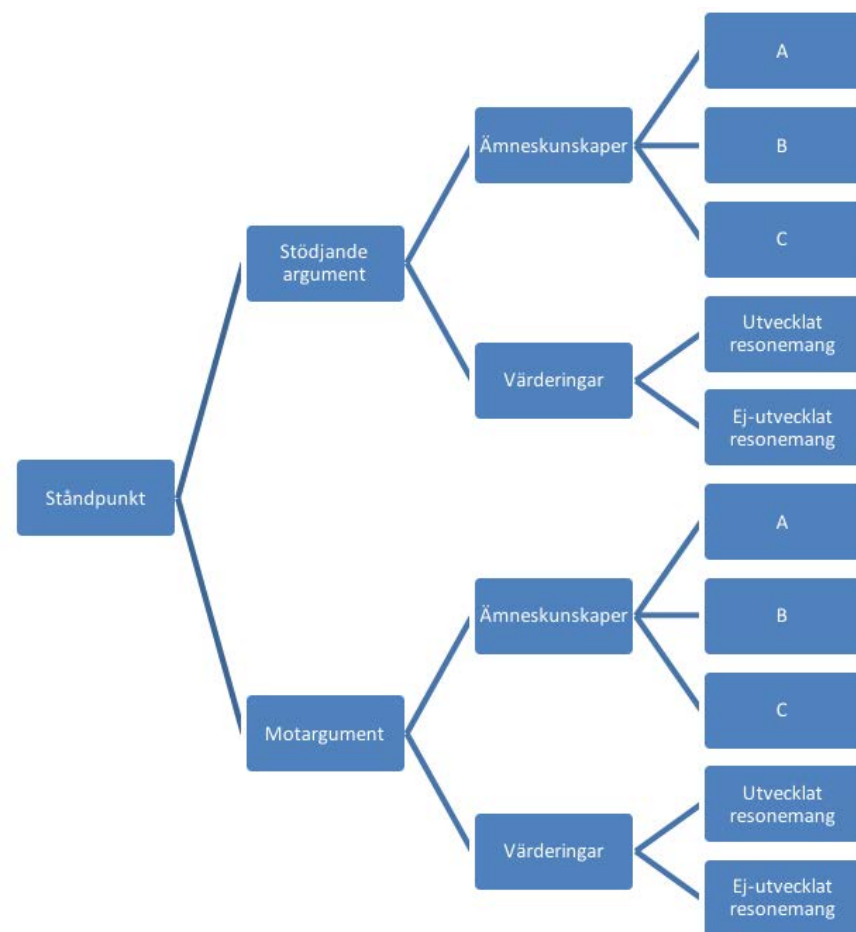 A
Ämneskunskaper
B
C
Stödjande
argument
Utvecklat
resonemang
Värderingar
Ej-utvecklat
resonemang
Ståndpunkt
A
Ämneskunskaper
B
C
Motargument
Utvecklat
resonemang
Värderingar
Ej-utvecklat
resonemang